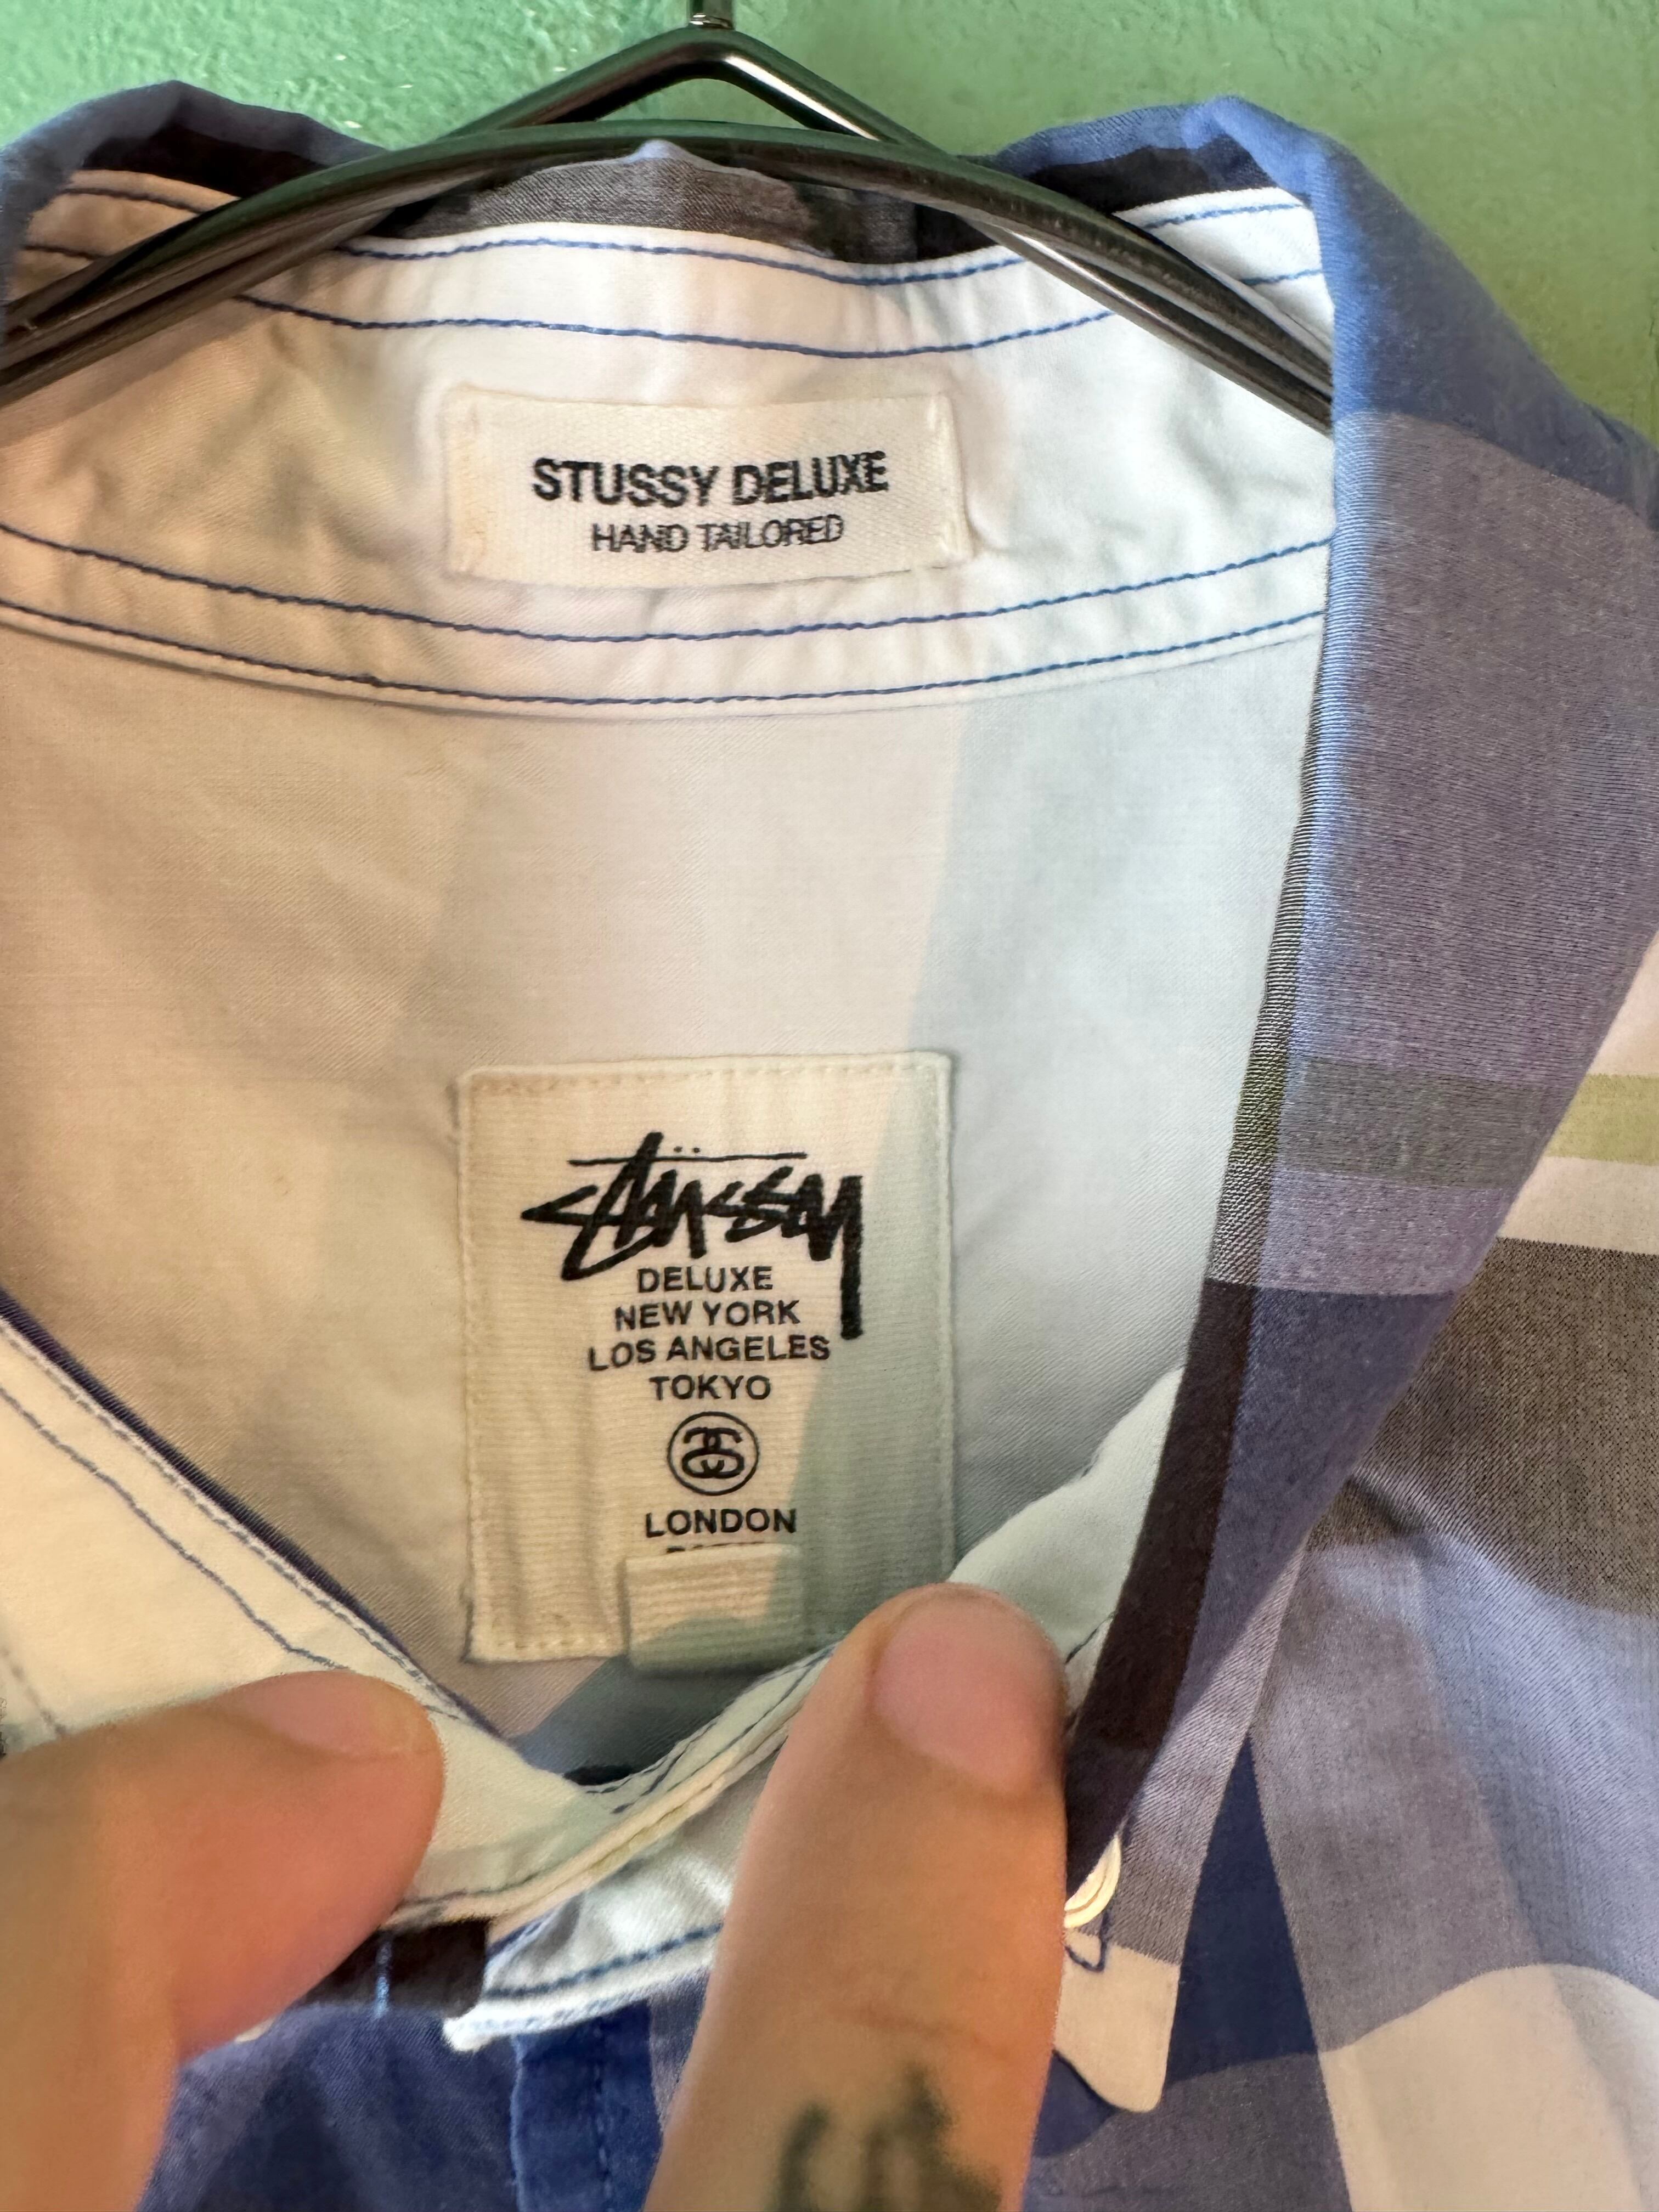 STUSSY DELUXE
HAND TAILORED
Stüssy
DELUXE
NEW YORK
LOS ANGELES
TOKYO
LONDON